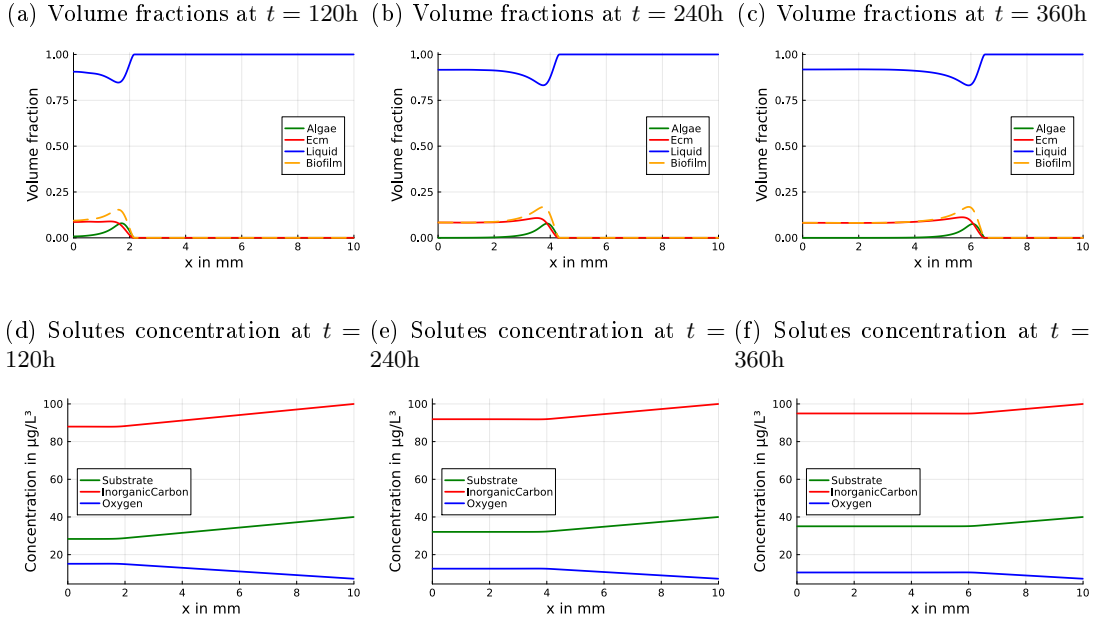 (a) Volume fractions at t = 120h
(b) Volume fractions at t = 240h
(c) Volume fractions at t = 360h
1.00
0.75
0.50
0.25
0.00
Volume fraction
Algae
Ecm
Liquid
Biofilm
0 2 4 6 8 10
x in mm
1.00
0.75
0.50
0.25
0.00
Volume fraction
Algae
Ecm
Liquid
Biofilm
0 2 4 6 8 10
x in mm
1.00
0.75
0.50
0.25
0.00
Volume fraction
Algae
Ecm
Liquid
Biofilm
0 2 4 6 8 10
x in mm
(d) Solutes concentration at t =
120h
(e) Solutes concentration at t =
240h
(f) Solutes concentration at t =
360h
100
80
60
40
20
Concentration in μg/L³
Substrate
InorganicCarbon
Oxygen
0 2 4 6 8 10
x in mm
100
80
60
40
20
Concentration in μg/L³
Substrate
InorganicCarbon
Oxygen
0 2 4 6 8 10
x in mm
100
80
60
40
20
Concentration in μg/L³
Substrate
InorganicCarbon
Oxygen
0 2 4 6 8 10
x in mm